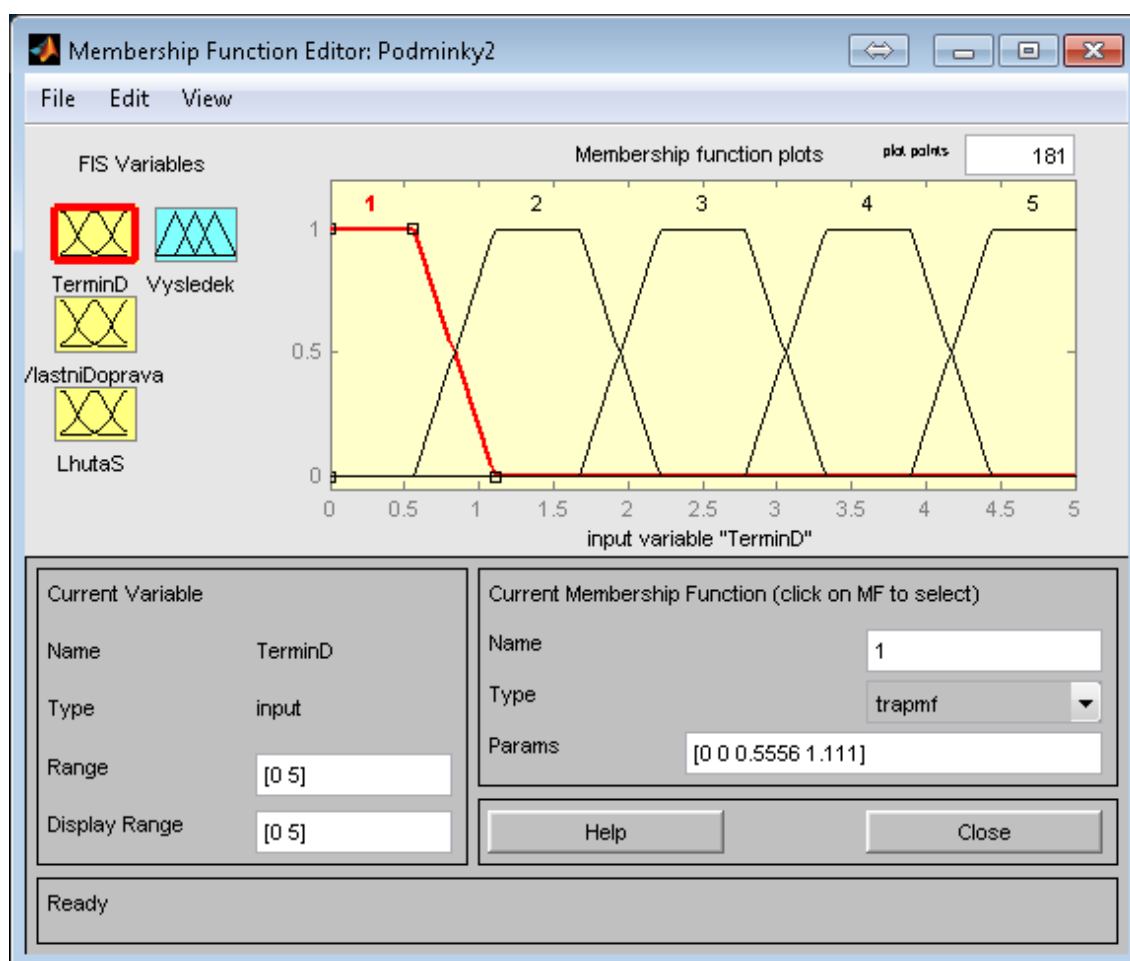 Membership Function Editor: Podminky2
File Edit View
FIS Variables
Membership function plots
plot points
181
TerminD
Vysledek
/lastniDoprava
LhutaS
1 2 3 4 5
1
0.5
0
0 0.5 1 1.5 2 2.5 3 3.5 4 4.5 5
input variable "TerminD"
Current Variable
Name TerminD
Type input
Range [0 5]
Display Range [0 5]
Current Membership Function (click on MF to select)
Name 1
Type trapmf
Params [0 0 0.5556 1.111]
Help Close
Ready